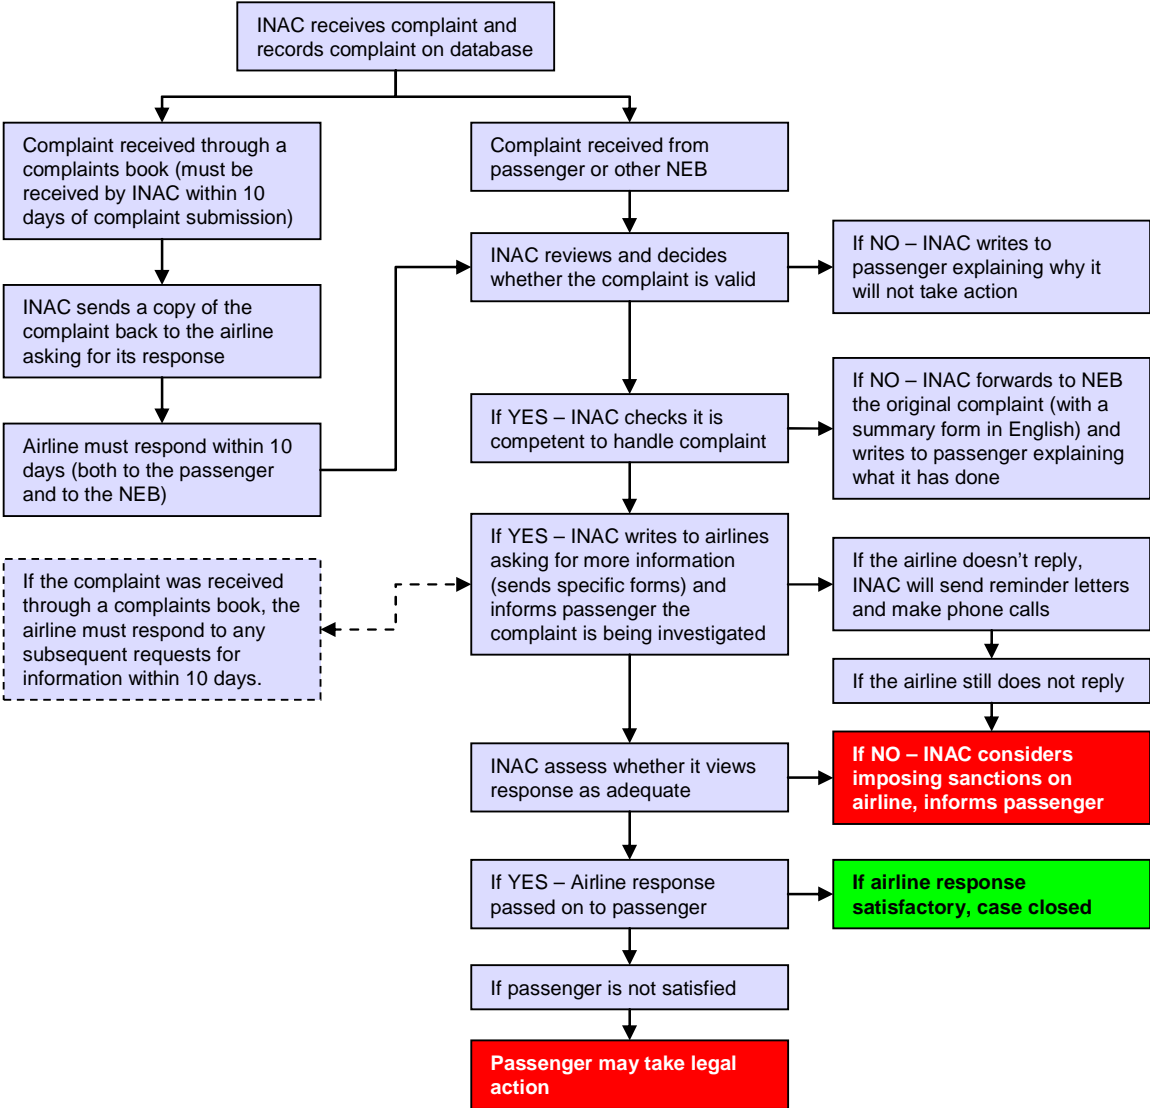 INAC receives complaint and
records complaint on database
Complaint received through a
complaints book (must be
received by INAC within 10
days of complaint submission)
Complaint received from
passenger or other NEB
INAC reviews and decides
whether the complaint is valid
If NO – INAC writes to
passenger explaining why it
will not take action
INAC sends a copy of the
complaint back to the airline
asking for its response
If YES – INAC checks it is
competent to handle complaint
If NO – INAC forwards to NEB
the original complaint (with a
summary form in English) and
writes to passenger explaining
what it has done
Airline must respond within 10
days (both to the passenger
and to the NEB)
If YES – INAC writes to airlines
asking for more information
(sends specific forms) and
informs passenger the
complaint is being investigated
If the airline doesn’t reply,
INAC will send reminder letters
and make phone calls
If the complaint was received
through a complaints book, the
airline must respond to any
subsequent requests for
information within 10 days.
If the airline still does not reply
INAC assess whether it views
response as adequate
If NO – INAC considers
imposing sanctions on
airline, informs passenger
If YES – Airline response
passed on to passenger
If airline response
satisfactory, case closed
If passenger is not satisfied
Passenger may take legal
action